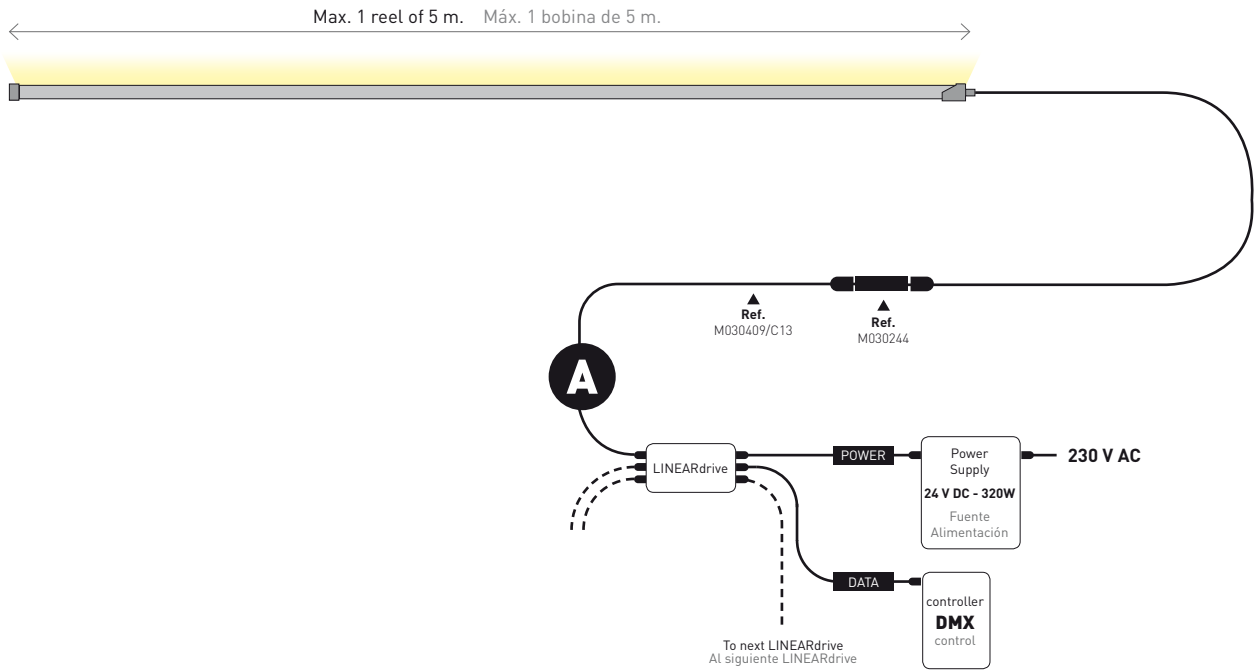 Max. 1 reel of 5 m. Máx. 1 bobina de 5 m.
Ref.
M030409/C13
Ref.
M030244
A
LINEARdrive
POWER
Power
Supply
24 V DC - 320W
Fuente
Alimentación
230 V AC
DATA
controller
DMX
control
To next LINEARdrive
Al siguiente LINEARdrive